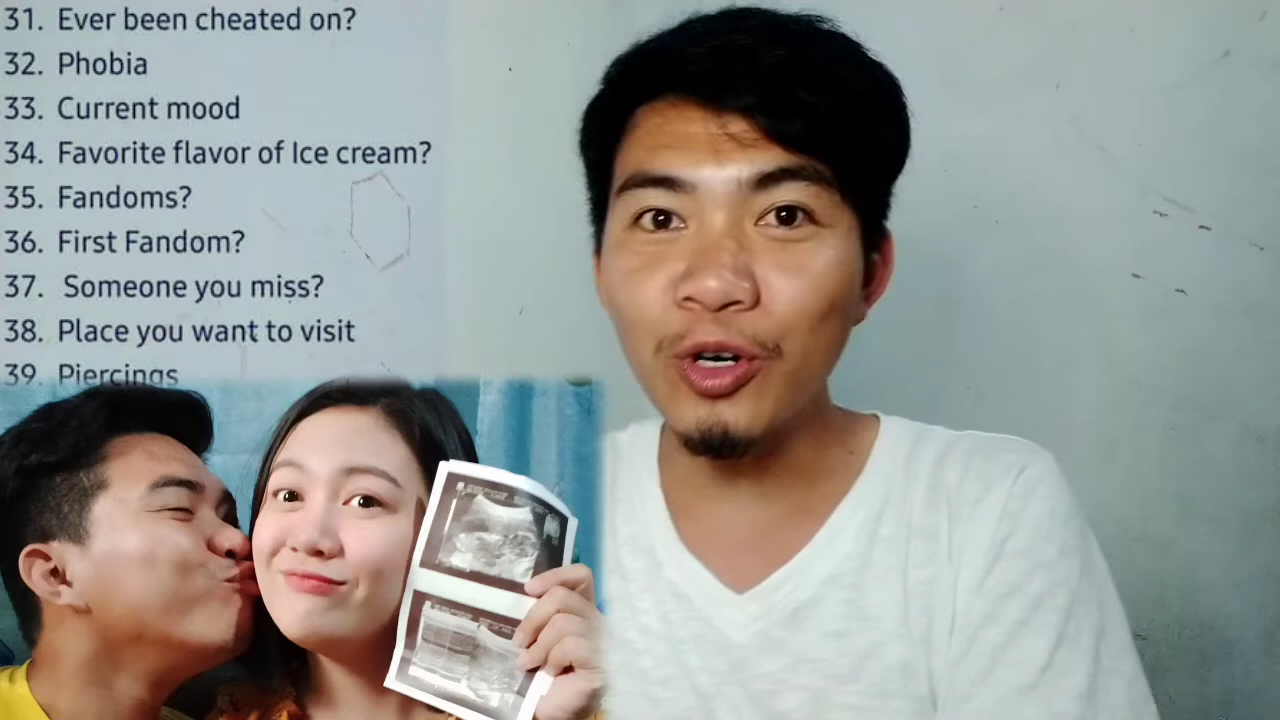 31. Ever been cheated on?
32. Phobia
33. Current mood
34. Favorite flavor of Ice cream?
35. Fandoms?
36. First Fandom?
37. Someone you miss?
38. Place you want to visit
39. Piercings